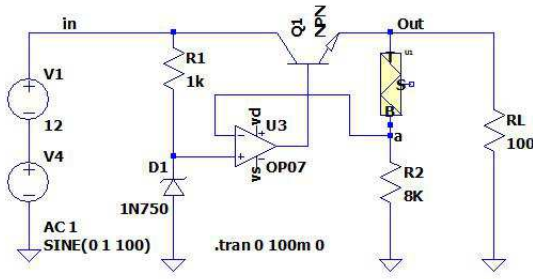 in
Q1
NPN
Out
V1
12
V4
AC 1
SINE(0 1 100)
R1
1k
D1
1N750
U3
vd
vs
OP07
U1
T
S
B
a
R2
8K
RL
100
.tran 0 100m 0